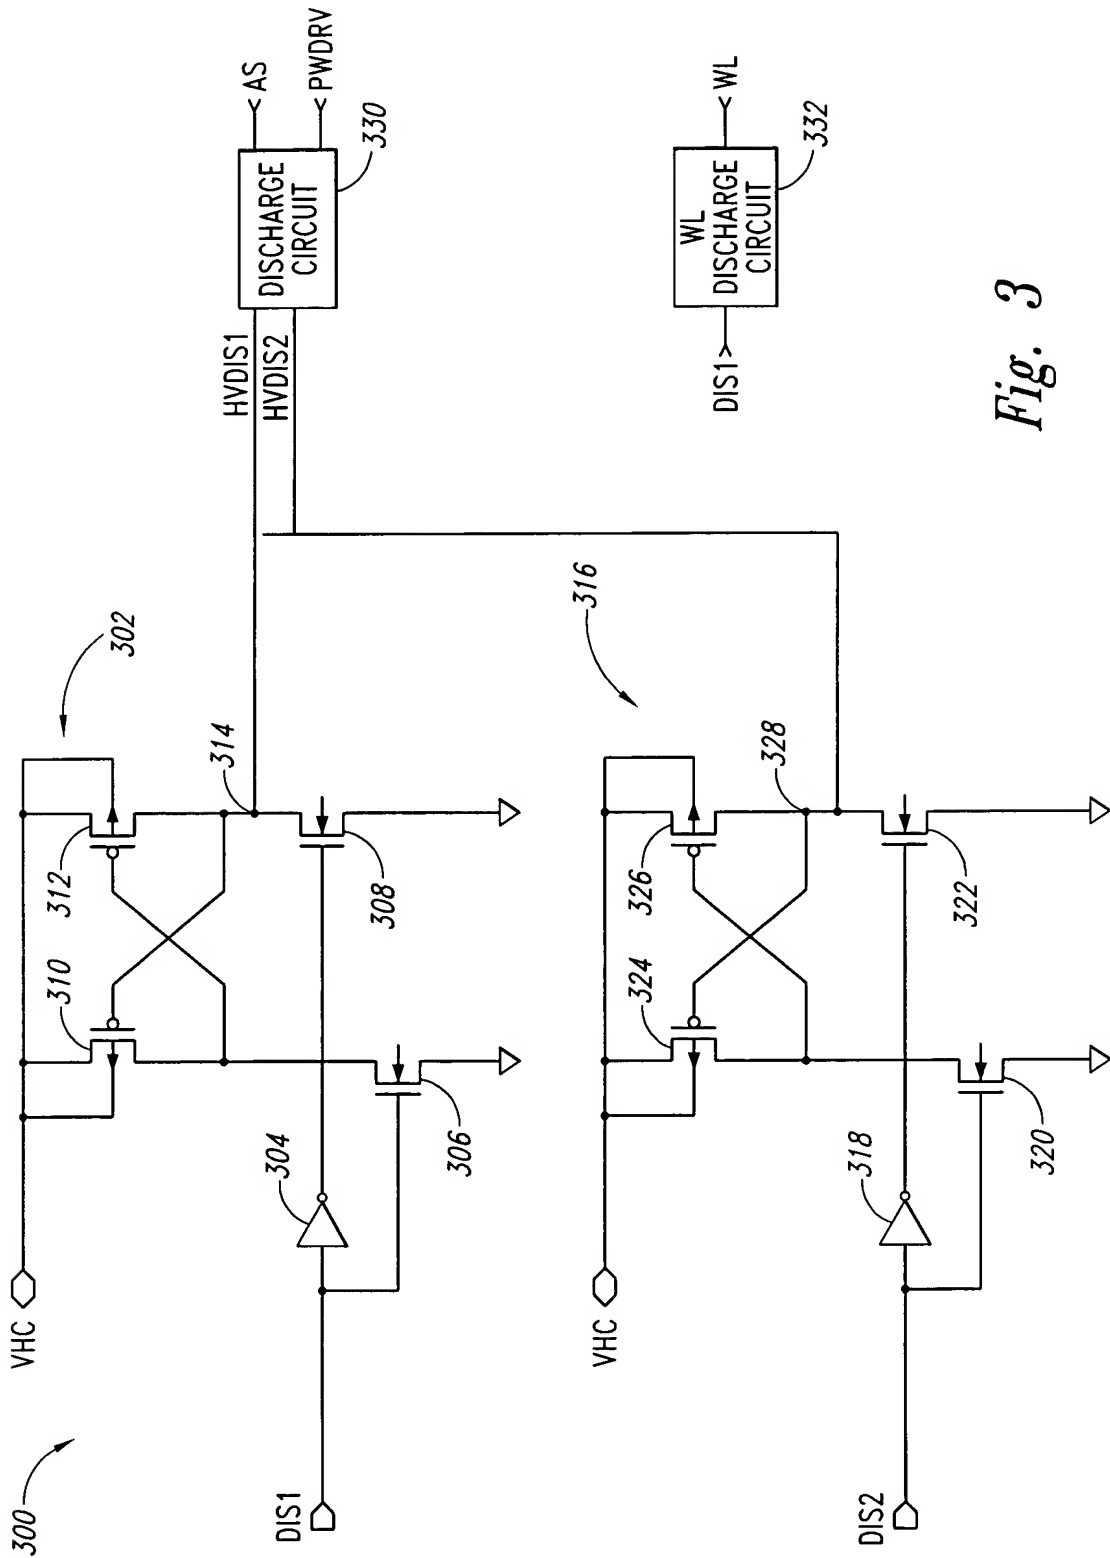 300
VHC
310
312
302
314
DIS1
304
306
308
HVDIS1
HVDIS2
DISCHARGE
CIRCUIT
AS
PWDRV
330
VHC
324
326
316
328
DIS2
318
320
322
DIS1
WL
DISCHARGE
CIRCUIT
WL
332
Fig. 3